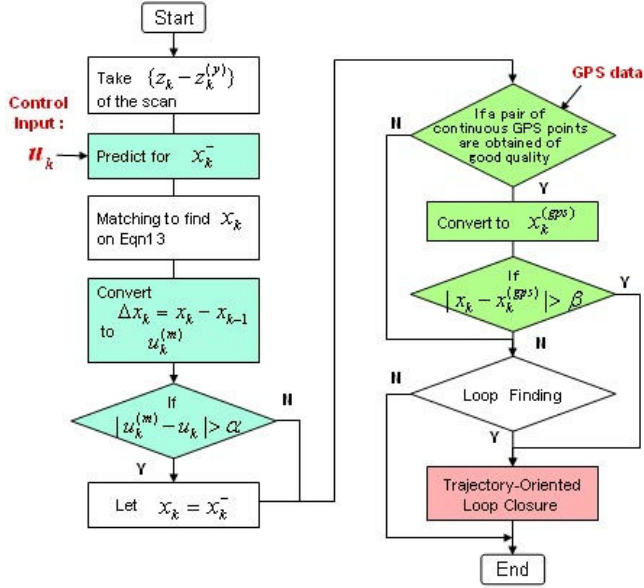 Start
Take {z_k − z_k^(p)}
of the scan
Control
Input :
u_k
Predict for x_k^-
Matching to find x_k
on Eqn13
Convert
Δx_k = x_k − x_{k−1}
to u_k^(m)
If
| u_k^(m) − u_k | > α
N
Y
Let x_k = x_k^-
GPS data
If a pair of
continuous GPS points
are obtained of
good quality
N
Y
Convert to x_k^(gps)
If
| x_k − x_k^(gps) | > β
Y
N
Loop Finding
N
Y
Trajectory-Oriented
Loop Closure
End